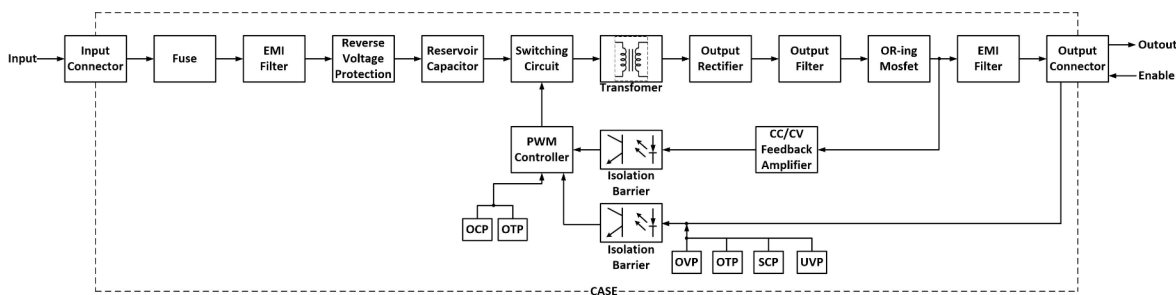 Input
Input
Connector
Fuse
EMI
Filter
Reverse
Voltage
Protection
Reservoir
Capacitor
Switching
Circuit
Transfomer
Output
Rectifier
Output
Filter
OR-ing
Mosfet
EMI
Filter
Output
Connector
Outout
Enable
PWM
Controller
Isolation
Barrier
CC/CV
Feedback
Amplifier
OCP
OTP
Isolation
Barrier
OVP
OTP
SCP
UVP
CASE